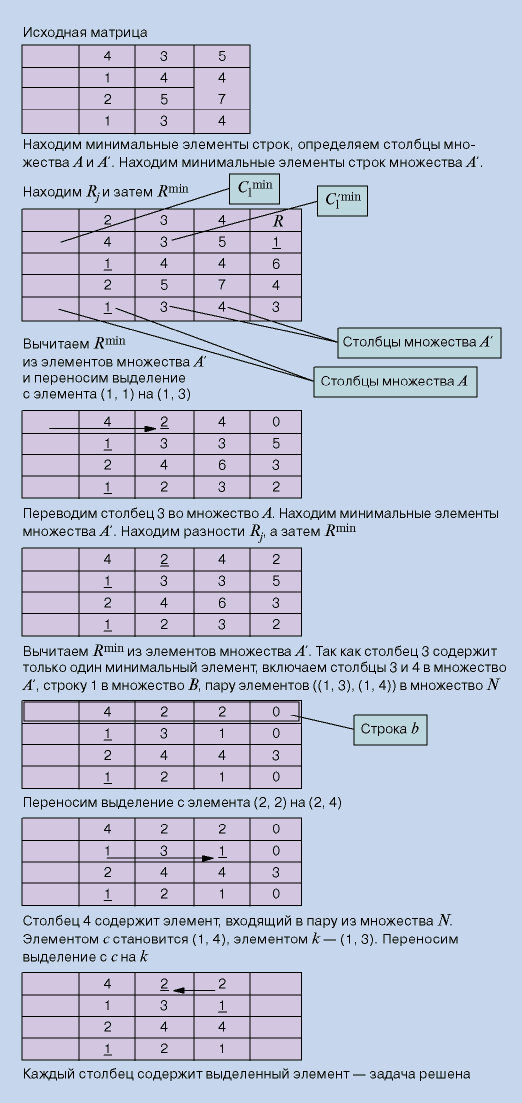 Исходная матрица
4 3 5
1 4 4
2 5 7
1 3 4
Находим минимальные элементы строк, определяем столбцы мно-
жества A и A′. Находим минимальные элементы строк множества A′.
Находим Rj и затем Rmin
C1min
C′1min
2 3 4 R
4 3 5 1
1 4 4 6
2 5 7 4
1 3 4 3
Столбцы множества A′
Столбцы множества A
Вычитаем Rmin
из элементов множества A′
и переносим выделение
с элемента (1, 1) на (1, 3)
4 2 4 0
1 3 3 5
2 4 6 3
1 2 3 2
Переводим столбец 3 во множество A. Находим минимальные элементы
множества A′. Находим разности Rj, а затем Rmin
4 2 4 2
1 3 3 5
2 4 6 3
1 2 3 2
Вычитаем Rmin из элементов множества A′. Так как столбец 3 содержит
только один минимальный элемент, включаем столбцы 3 и 4 в множество
A′, строку 1 в множество B, пару элементов ((1, 3), (1, 4)) в множество N
4 2 2 0
1 3 1 0
2 4 4 3
1 2 1 0
Строка b
Переносим выделение с элемента (2, 2) на (2, 4)
4 2 2 0
1 3 1 0
2 4 4 3
1 2 1 0
Столбец 4 содержит элемент, входящий в пару из множества N.
Элементом c становится (1, 4), элементом k — (1, 3). Переносим
выделение с c на k
4 2 2
1 3 1
2 4 4
1 2 1
Каждый столбец содержит выделенный элемент — задача решена